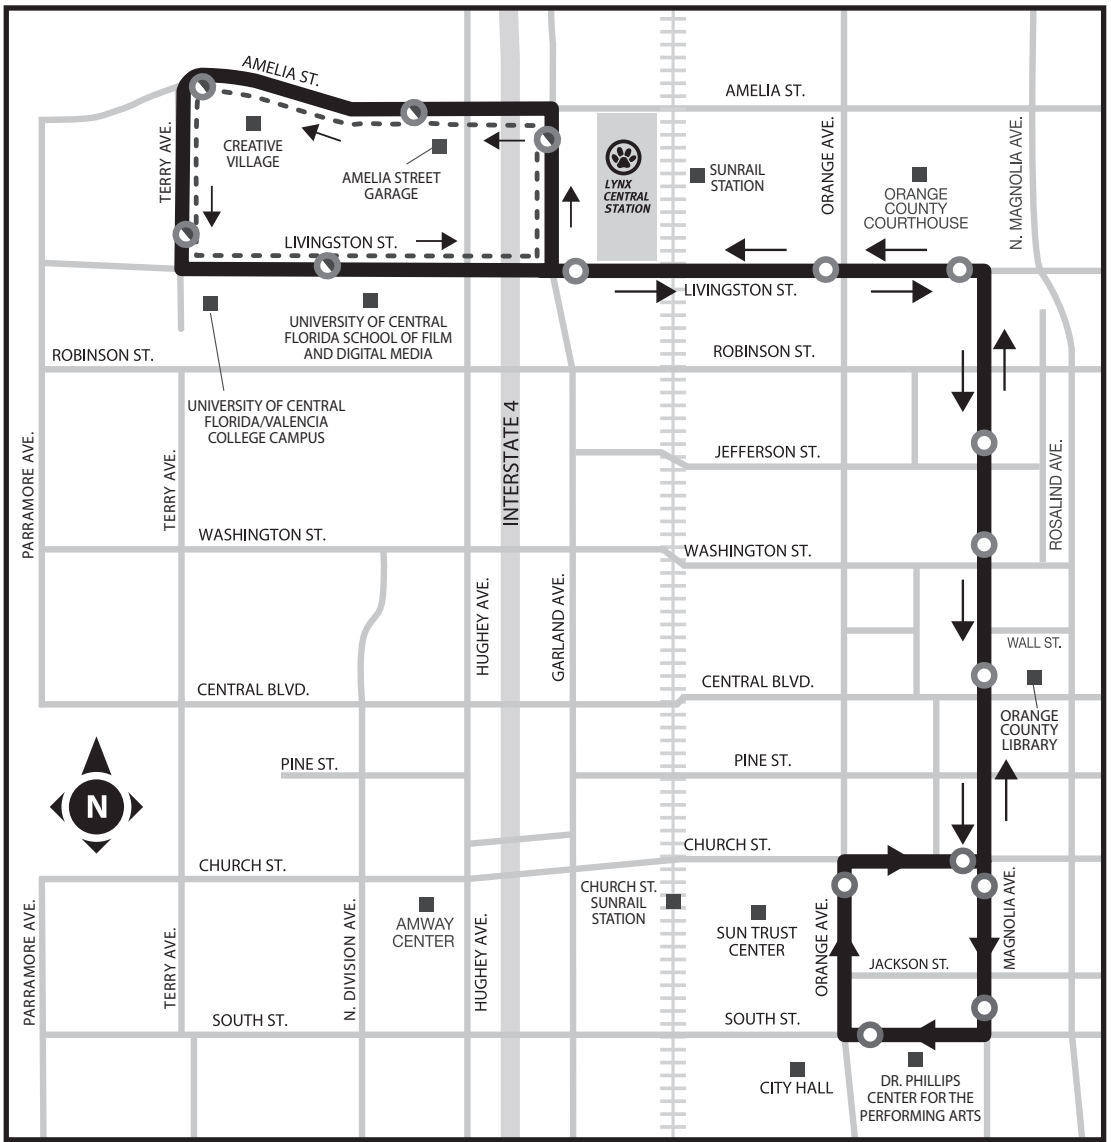 AMELIA ST.
AMELIA ST.
TERRY AVE.
CREATIVE
VILLAGE
AMELIA STREET
GARAGE
LYNX
CENTRAL
STATION
SUNRAIL
STATION
ORANGE AVE.
ORANGE
COUNTY
COURTHOUSE
N. MAGNOLIA AVE.
LIVINGSTON ST.
LIVINGSTON ST.
UNIVERSITY OF CENTRAL
FLORIDA SCHOOL OF FILM
AND DIGITAL MEDIA
ROBINSON ST.
ROBINSON ST.
UNIVERSITY OF CENTRAL
FLORIDA/VALENCIA
COLLEGE CAMPUS
INTERSTATE 4
PARRAMORE AVE.
TERRY AVE.
JEFFERSON ST.
ROSALIND AVE.
WASHINGTON ST.
WASHINGTON ST.
HUGHEY AVE.
GARLAND AVE.
WALL ST.
CENTRAL BLVD.
CENTRAL BLVD.
ORANGE
COUNTY
LIBRARY
PINE ST.
PINE ST.
N
CHURCH ST.
CHURCH ST.
PARRAMORE AVE.
TERRY AVE.
N. DIVISION AVE.
AMWAY
CENTER
HUGHEY AVE.
CHURCH ST.
SUNRAIL
STATION
SUN TRUST
CENTER
ORANGE AVE.
MAGNOLIA AVE.
JACKSON ST.
SOUTH ST.
SOUTH ST.
CITY HALL
DR. PHILLIPS
CENTER FOR THE
PERFORMING ARTS